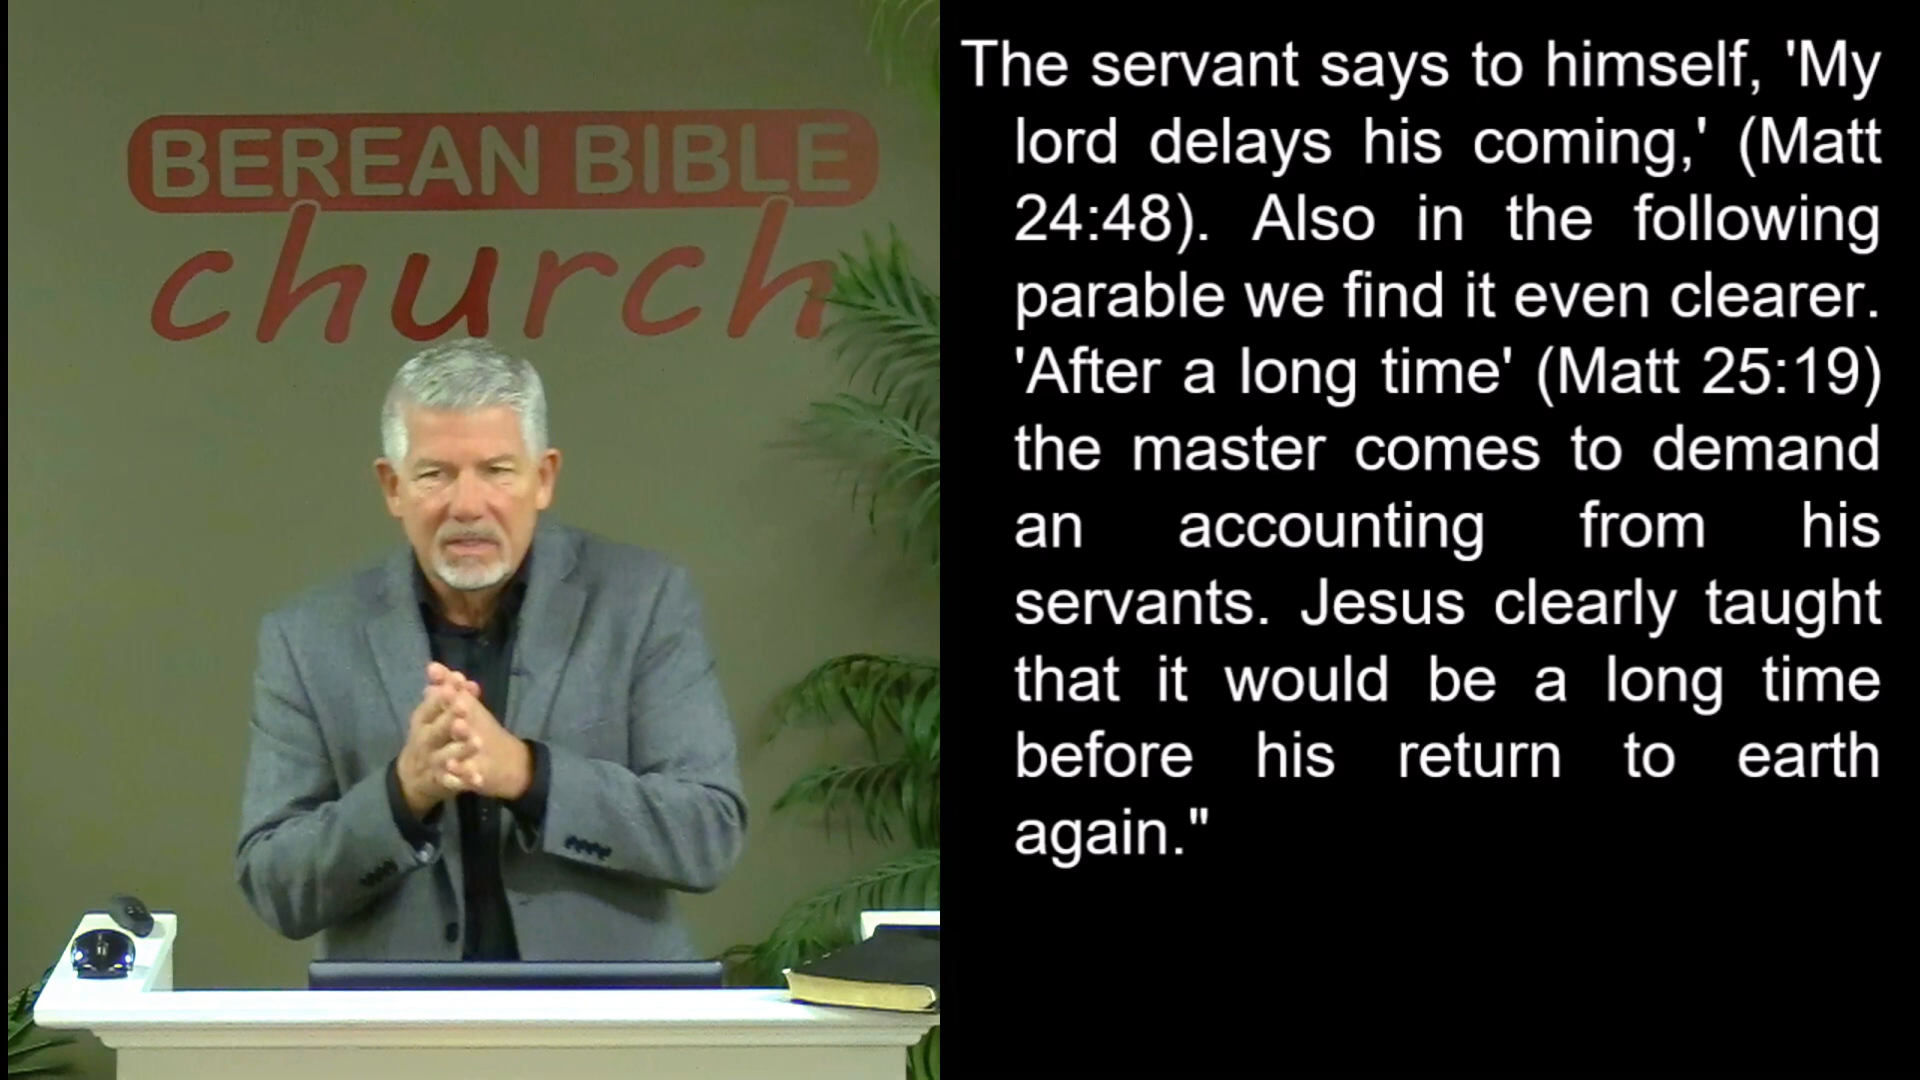 BEREAN BIBLE
church
The servant says to himself, 'My
lord delays his coming,' (Matt
24:48). Also in the following
parable we find it even clearer.
'After a long time' (Matt 25:19)
the master comes to demand
an accounting from his
servants. Jesus clearly taught
that it would be a long time
before his return to earth
again."